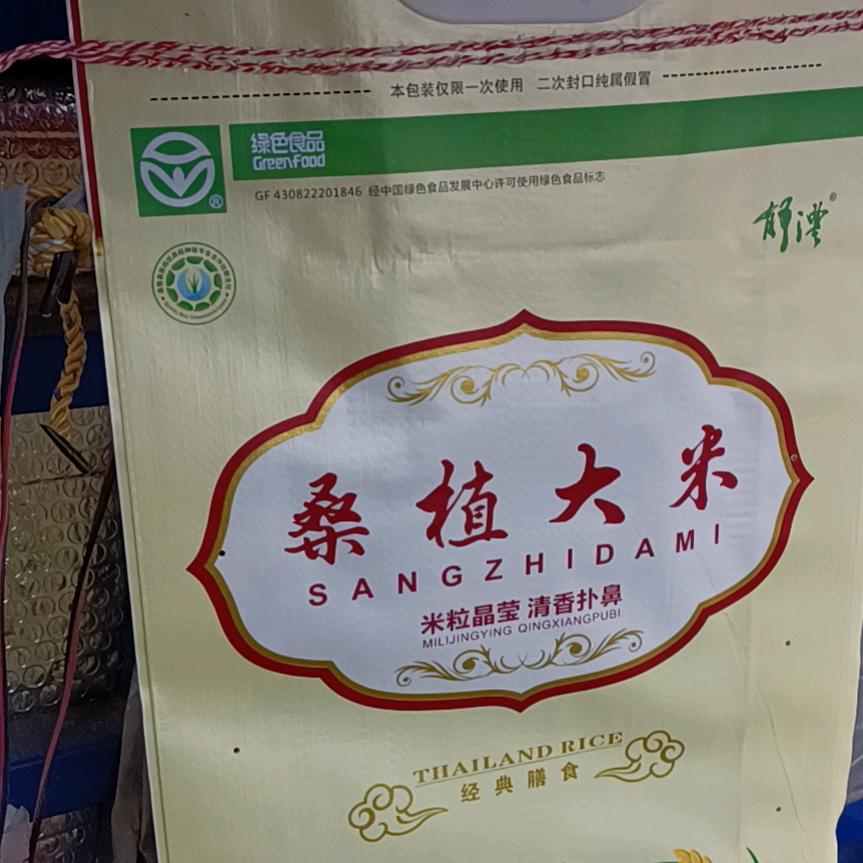 本包装仅限一次使用 二次封口纯属假冒
绿色食品
GreenFood
®
GF 430822201846 经中国绿色食品发展中心许可使用绿色食品标志
®
桑植大米
SANGZHIDAMI
米粒晶莹 清香扑鼻
MILIJINGYING QINGXIANGPUBI
THAILAND RICE
经典膳食